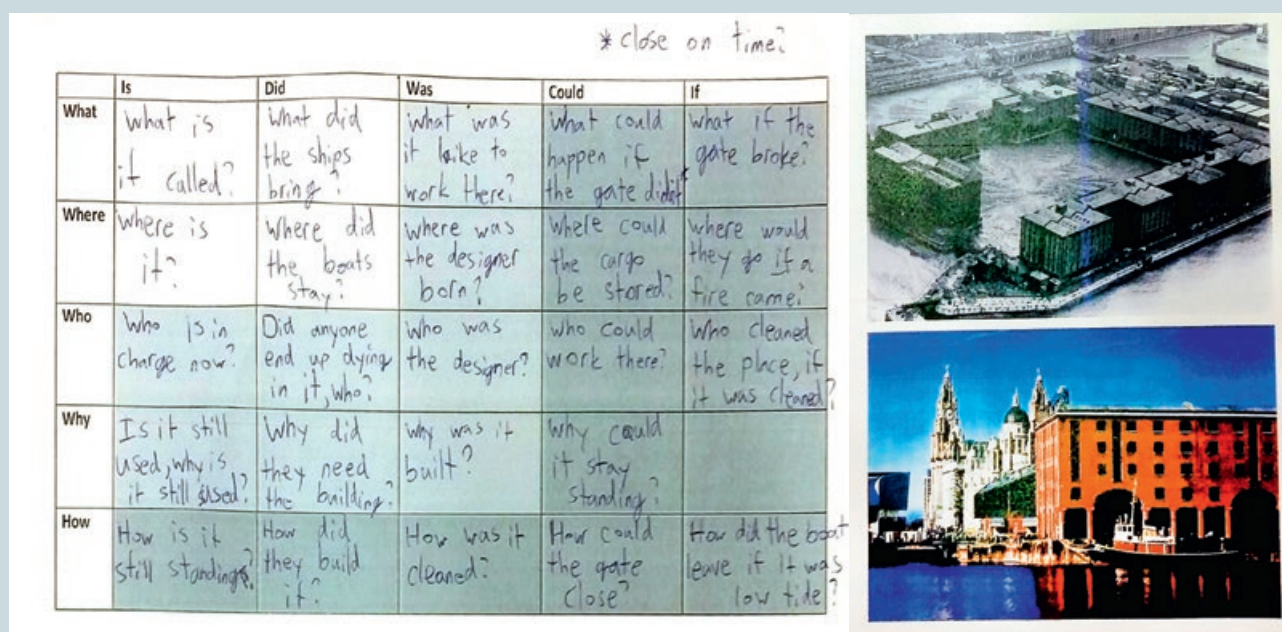 * close on time?
Is Did Was Could If
What
what is
it called?
what did
the ships
bring?
what was
it like to
work there?
what could
happen if
the gate didn't*
what if the
gate broke?
Where
where is
it?
where did
the boats
stay?
where was
the designer
born?
where could
the cargo
be stored?
where would
they go if a
fire came?
Who
Who is in
charge now?
Did anyone
end up dying
in it, who?
Who was
the designer?
who could
work there?
Who cleaned
the place, if
it was cleaned?
Why
Is it still
used, why is
it still used?
Why did
they need
the building?
why was it
built?
Why could
it stay
standing?
How
How is it
still standing?
How did
they build
it?
How was it
cleaned?
How could
the gate
close?
How did the boat
leave if it was
low tide?